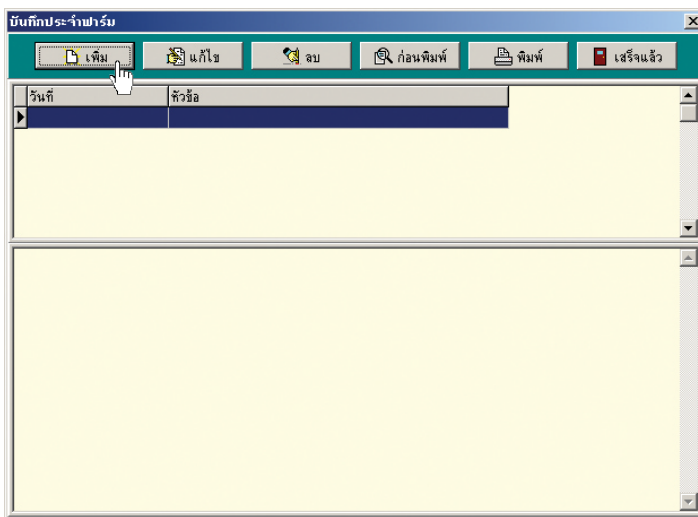 บันทึกประจำฟาร์ม
เพิ่ม แก้ไข ลบ ก่อนพิมพ์ พิมพ์ เสร็จแล้ว
วันที่ หัวข้อ